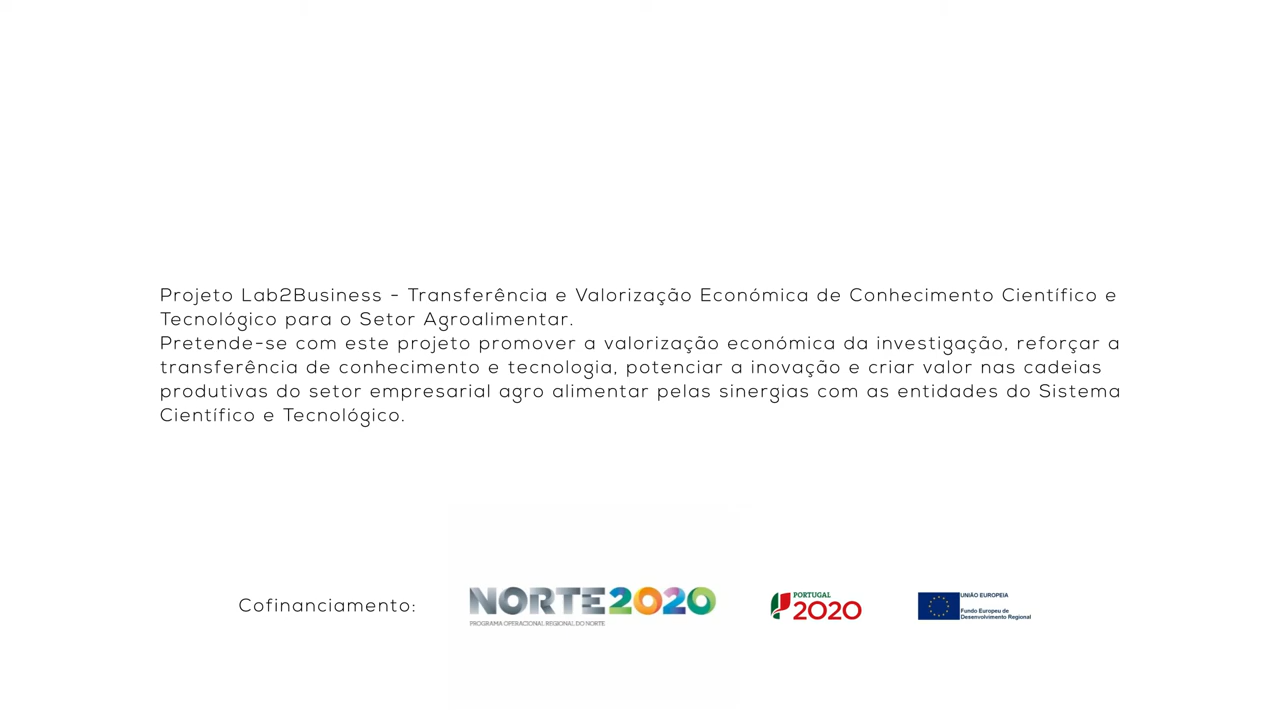 Projeto Lab2Business - Transferência e Valorização Económica de Conhecimento Científico e
Tecnológico para o Setor Agroalimentar.
Pretende-se com este projeto promover a valorização económica da investigação, reforçar a
transferência de conhecimento e tecnologia, potenciar a inovação e criar valor nas cadeias
produtivas do setor empresarial agro alimentar pelas sinergias com as entidades do Sistema
Científico e Tecnológico.
Cofinanciamento:
NORTE2020
PROGRAMA OPERACIONAL REGIONAL DO NORTE
PORTUGAL
2020
UNIÃO EUROPEIA
Fundo Europeu de
Desenvolvimento Regional